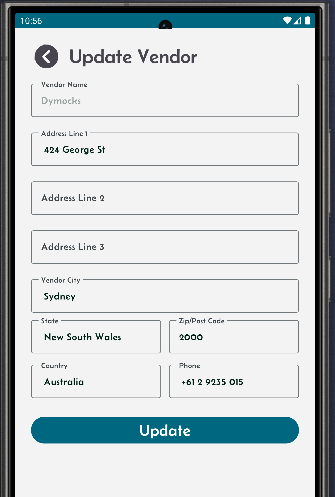 10:56
Update Vendor
Vendor Name
Dymocks
Address Line 1
424 George St
Address Line 2
Address Line 3
Vendor City
Sydney
State
Zip/Post Code
New South Wales
2000
Country
Phone
Australia
+61 2 9235 015
Update